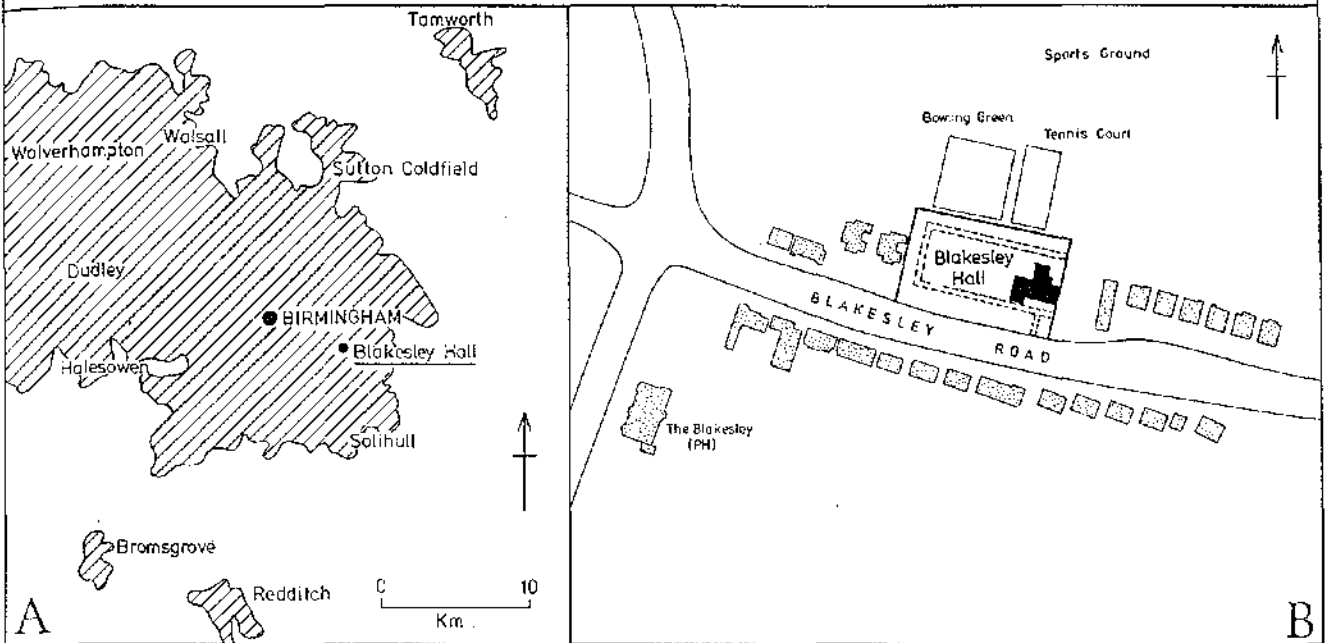 Tamworth
Walsall
Wolverhampton
Sutton Coldfield
Dudley
BIRMINGHAM
Blakesley Hall
Halesowen
Solihull
Bromsgrove
Redditch
0 10
Km.
A
Sports Ground
Bowling Green
Tennis Court
Blakesley
Hall
BLAKESLEY ROAD
The Blakesley
(PH)
B